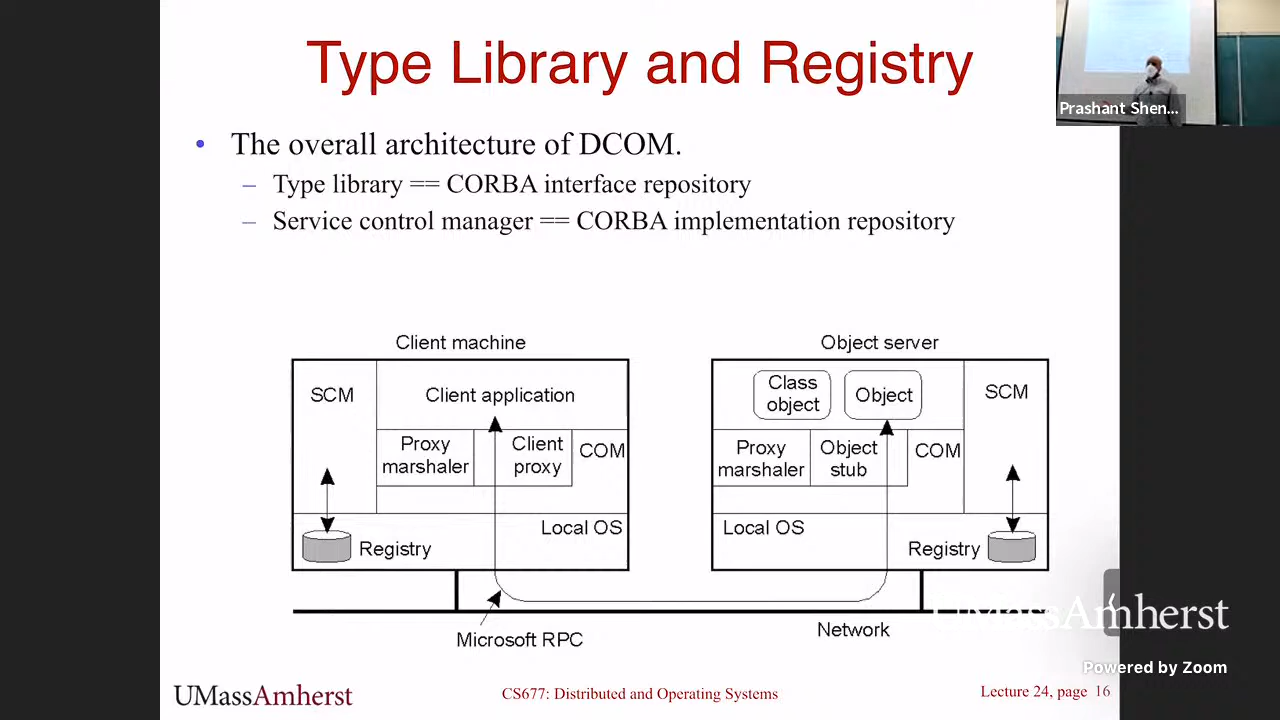 Type Library and Registry
Prashant Shen...
• The overall architecture of DCOM.
– Type library == CORBA interface repository
– Service control manager == CORBA implementation repository
Client machine
SCM
Client application
Proxy
marshaler
Client
proxy
COM
Local OS
Registry
Object server
Class
object
Object
SCM
Proxy
marshaler
Object
stub
COM
Local OS
Registry
Microsoft RPC
Network
UMassAmherst
Powered by Zoom
UMassAmherst
CS677: Distributed and Operating Systems
Lecture 24, page 16